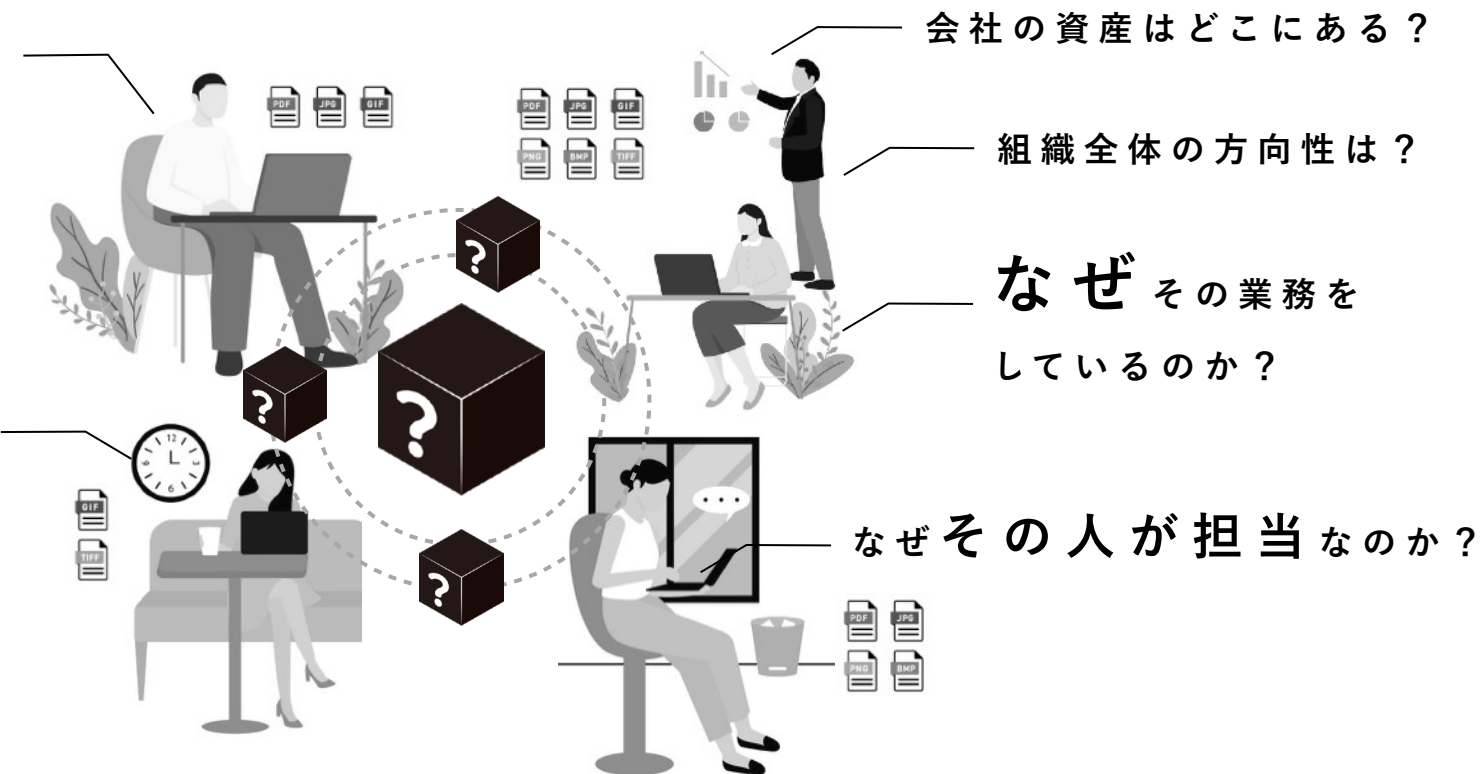 会社の資産はどこにある？
組織全体の方向性は？
なぜその業務を
しているのか？
なぜその人が担当なのか？
PDF JPG GIF
PDF JPG GIF
PNG BMP TIFF
?
?
?
?
12
6
GIF
TIFF
PDF JPG
PNG BMP